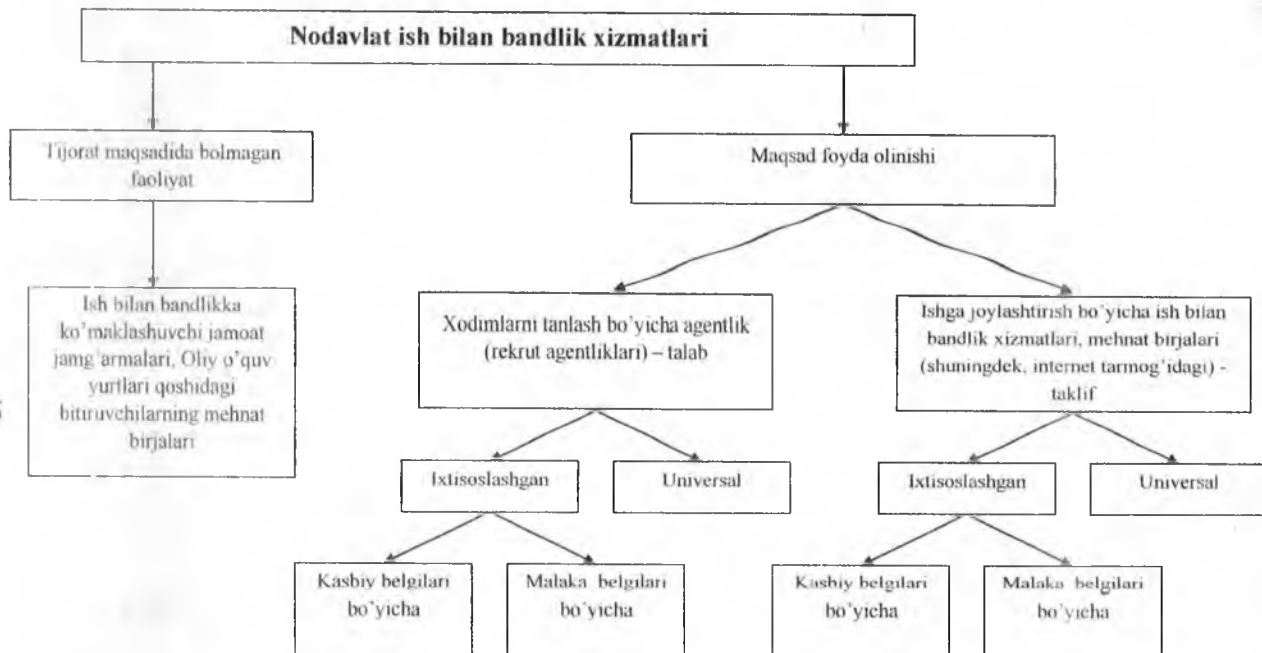 Nodavlat ish bilan bandlik xizmatlari
Tijorat maqsadida bolmagan
faoliyat
Maqsad foyda olinishi
Ish bilan bandlikka
ko’maklashuvchi jamoat
jamg’armalari, Oliy o’quv
yurtlari qoshidagi
bitiruvchilarning mehnat
birjalari
Xodimlarni tanlash bo’yicha agentlik
(rekrut agentliklari) – talab
Ishga joylashtirish bo’yicha ish bilan
bandlik xizmatlari, mehnat birjalari
(shuningdek, internet tarmog’idagi) -
taklif
Ixtisoslashgan
Universal
Ixtisoslashgan
Universal
Kasbiy belgilari
bo’yicha
Malaka belgilari
bo’yicha
Kasbiy belgilari
bo’yicha
Malaka belgilari
bo’yicha